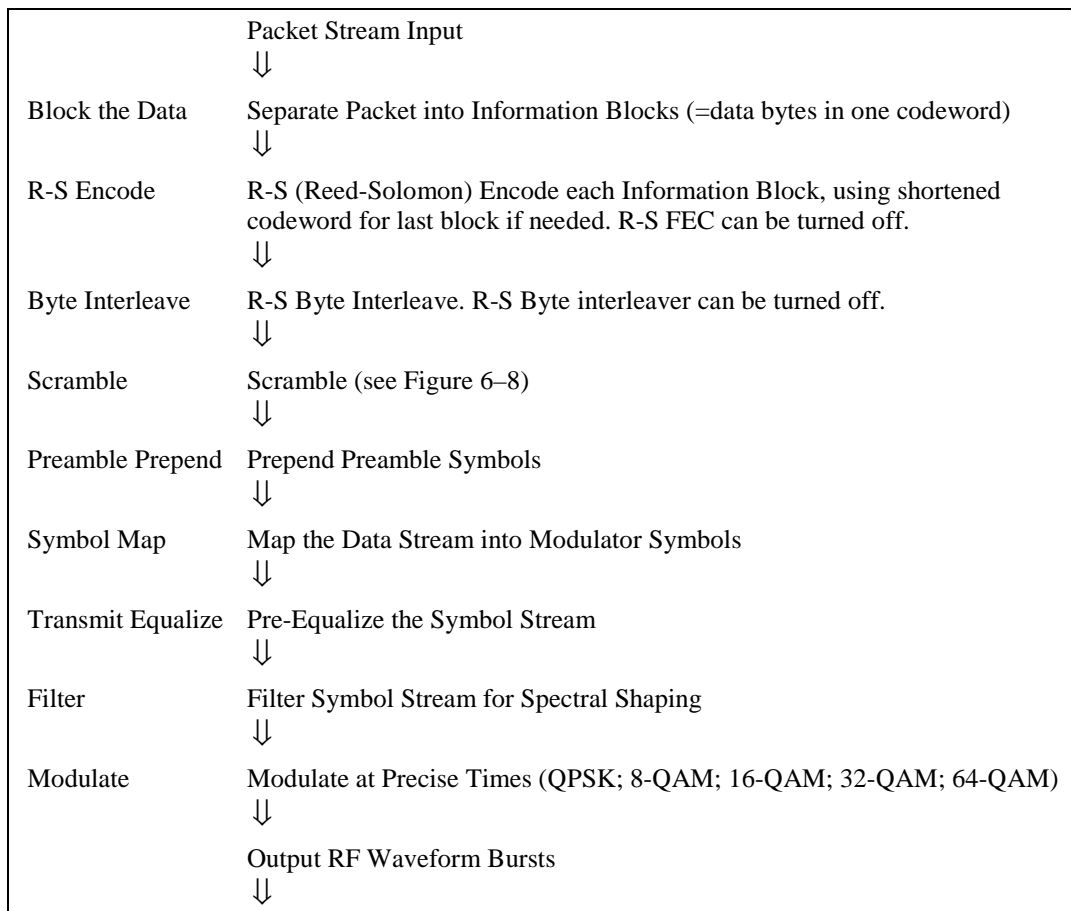 Packet Stream Input
⇓
Block the Data Separate Packet into Information Blocks (=data bytes in one codeword)
⇓
R-S Encode R-S (Reed-Solomon) Encode each Information Block, using shortened
codeword for last block if needed. R-S FEC can be turned off.
⇓
Byte Interleave R-S Byte Interleave. R-S Byte interleaver can be turned off.
⇓
Scramble Scramble (see Figure 6–8)
⇓
Preamble Prepend Prepend Preamble Symbols
⇓
Symbol Map Map the Data Stream into Modulator Symbols
⇓
Transmit Equalize Pre-Equalize the Symbol Stream
⇓
Filter Filter Symbol Stream for Spectral Shaping
⇓
Modulate Modulate at Precise Times (QPSK; 8-QAM; 16-QAM; 32-QAM; 64-QAM)
⇓
Output RF Waveform Bursts
⇓